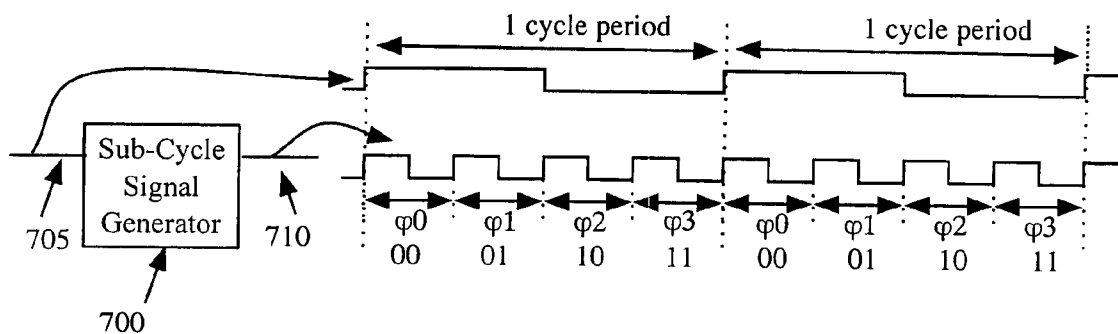 1 cycle period
1 cycle period
Sub-Cycle
Signal
Generator
705
710
700
φ0 φ1 φ2 φ3 φ0 φ1 φ2 φ3
00 01 10 11 00 01 10 11